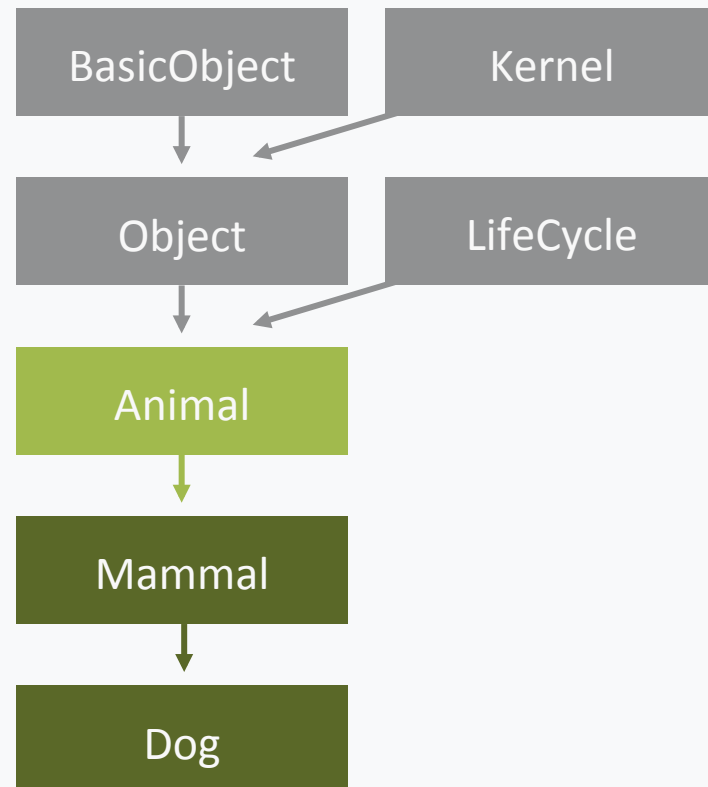 BasicObject
Kernel
Object
LifeCycle
Animal
Mammal
Dog